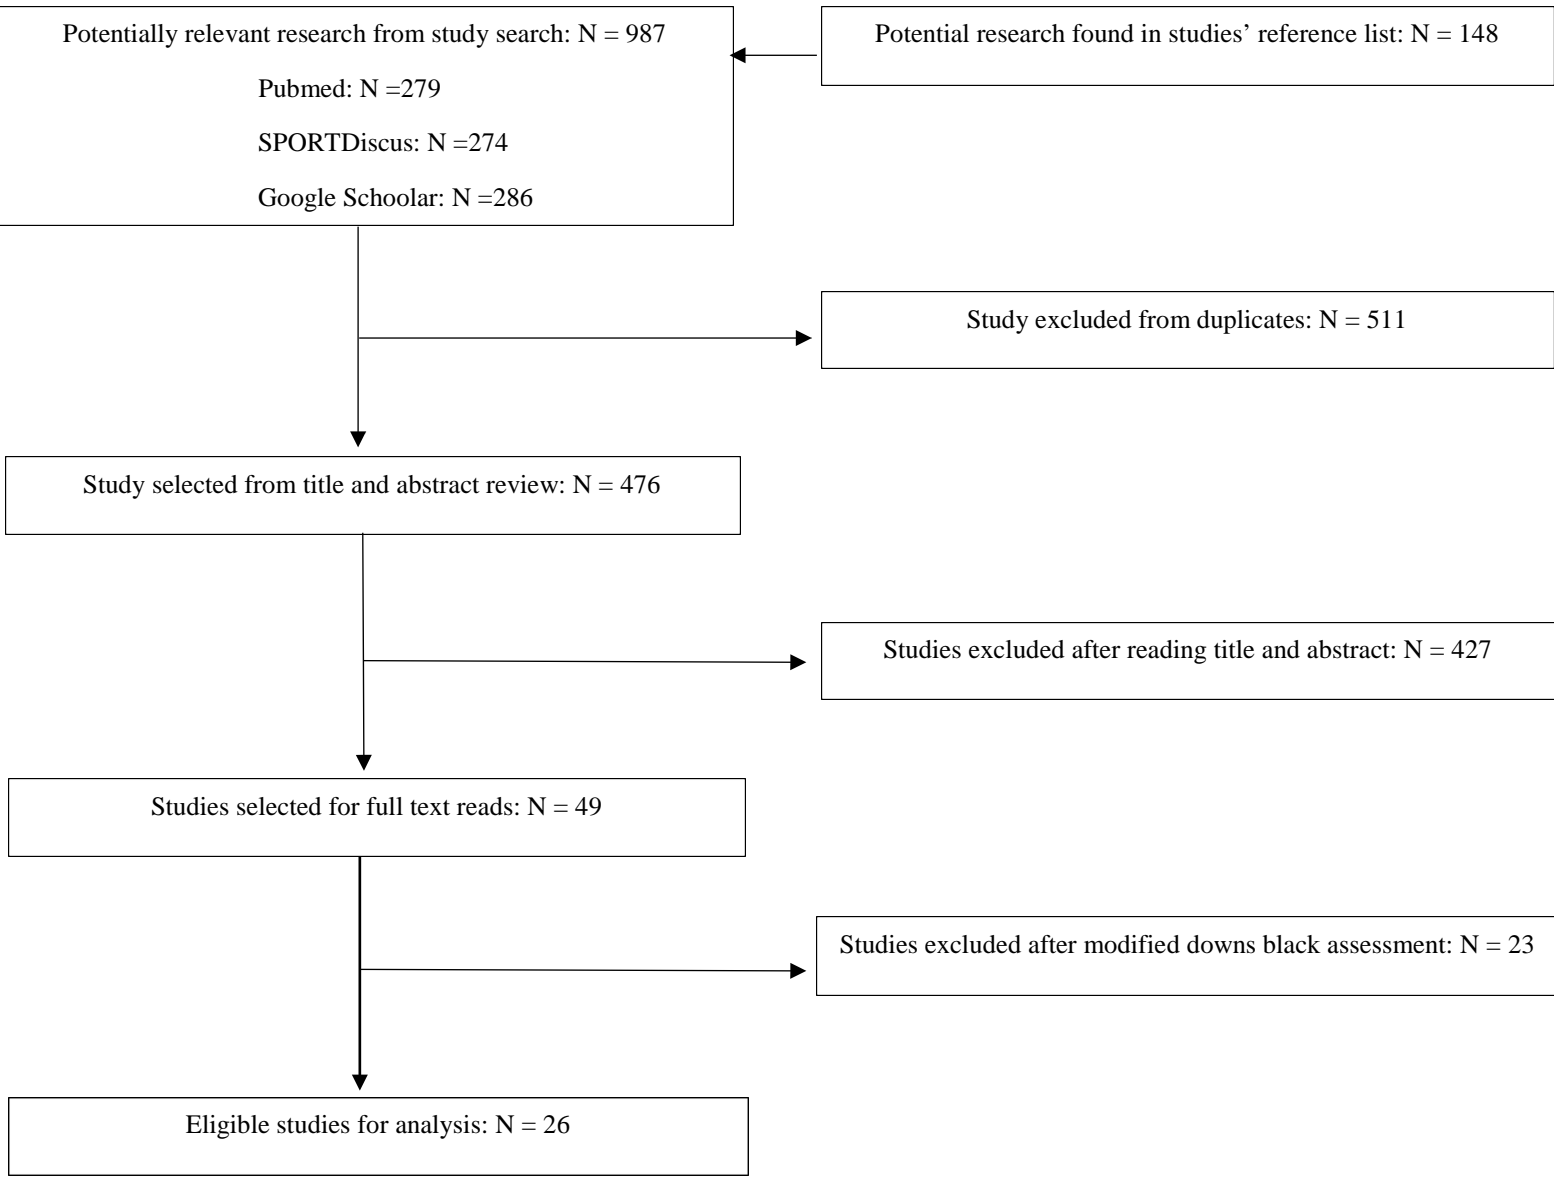 Potentially relevant research from study search: N = 987
Pubmed: N =279
SPORTDiscus: N =274
Google Schoolar: N =286
Potential research found in studies’ reference list: N = 148
Study excluded from duplicates: N = 511
Study selected from title and abstract review: N = 476
Studies excluded after reading title and abstract: N = 427
Studies selected for full text reads: N = 49
Studies excluded after modified downs black assessment: N = 23
Eligible studies for analysis: N = 26